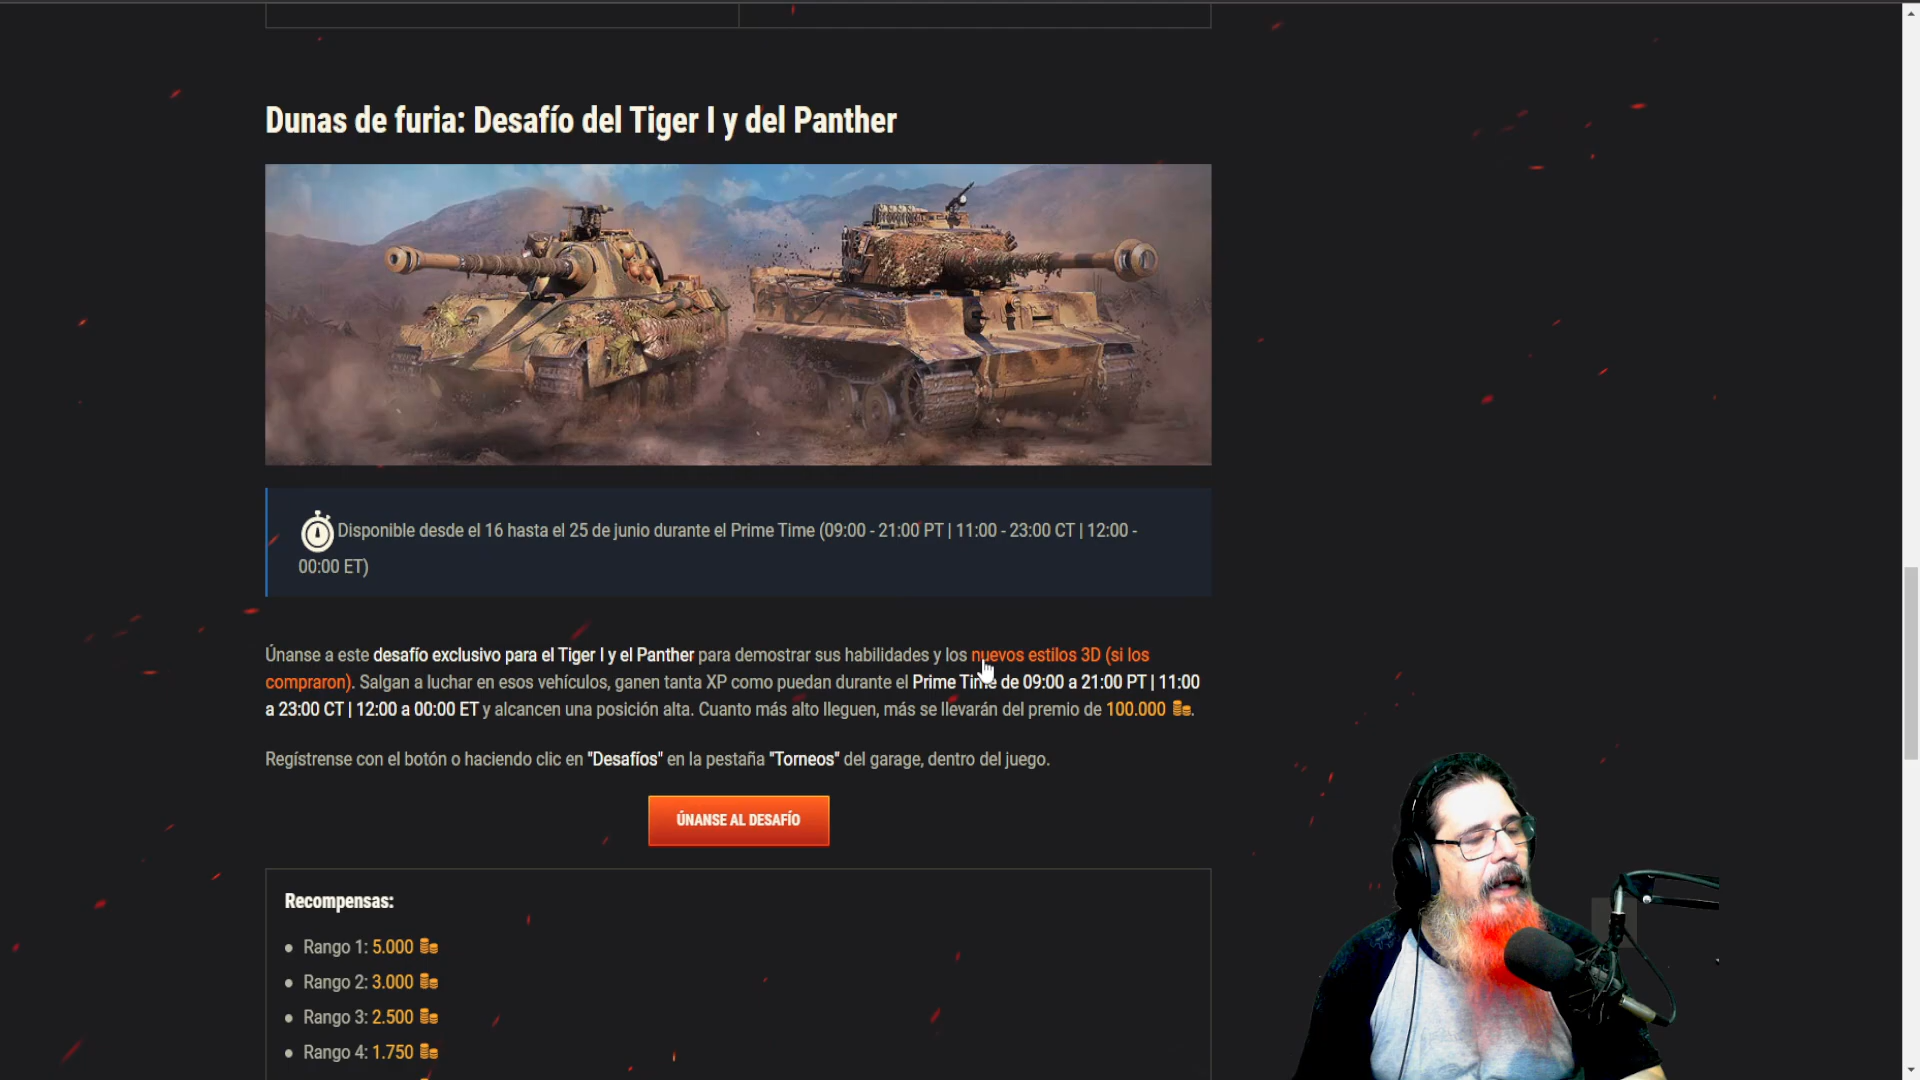 Dunas de furia: Desafío del Tiger I y del Panther
Disponible desde el 16 hasta el 25 de junio durante el Prime Time (09:00 - 21:00 PT | 11:00 - 23:00 CT | 12:00 -
00:00 ET)
Únanse a este desafío exclusivo para el Tiger I y el Panther para demostrar sus habilidades y los nuevos estilos 3D (si los
compraron). Salgan a luchar en esos vehículos, ganen tanta XP como puedan durante el Prime Time de 09:00 a 21:00 PT | 11:00
a 23:00 CT | 12:00 a 00:00 ET y alcancen una posición alta. Cuanto más alto lleguen, más se llevarán del premio de 100.000.
Regístrense con el botón o haciendo clic en "Desafíos" en la pestaña "Torneos" del garage, dentro del juego.
ÚNANSE AL DESAFÍO
Recompensas:
• Rango 1: 5.000
• Rango 2: 3.000
• Rango 3: 2.500
• Rango 4: 1.750